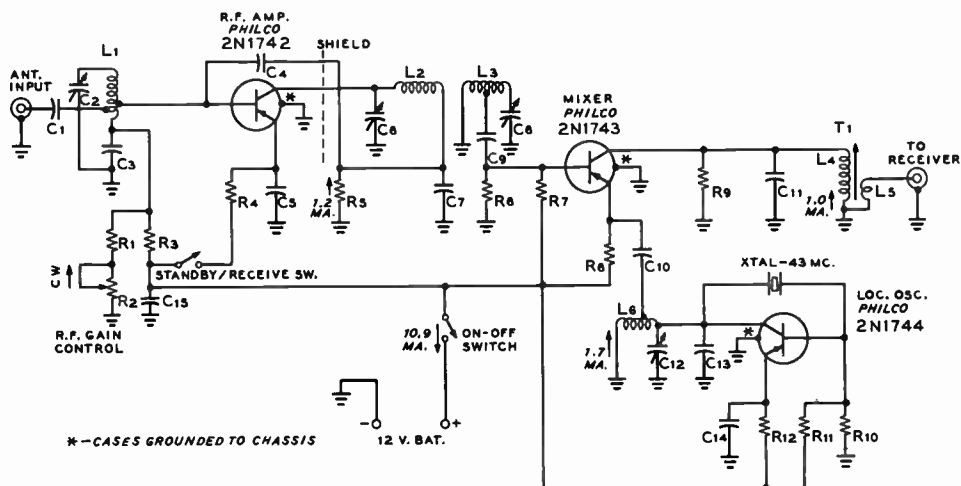 R.F. AMP.
PHILCO
2N1742
SHIELD
L1
ANT.
INPUT
C1
C2
C3
C4
*
L2
L3
C8
C6
C9
MIXER
PHILCO
2N1743
*
T1
TO
RECEIVER
L4
L5
1.0
MA.
R4
C5
1.2
MA.
R5
C7
R6
R7
R9
C11
R1
R3
STANDBY/RECEIVE SW.
CW
R2
C15
R.F. GAIN
CONTROL
R8
C10
XTAL-43 MC.
LOC. OSC.
PHILCO
2N1744
L6
*
1.7
MA.
C12
C13
10.9
MA.
ON-OFF
SWITCH
- +
12 V. BAT.
C14
R12
R11
R10
*-CASES GROUNDED TO CHASSIS